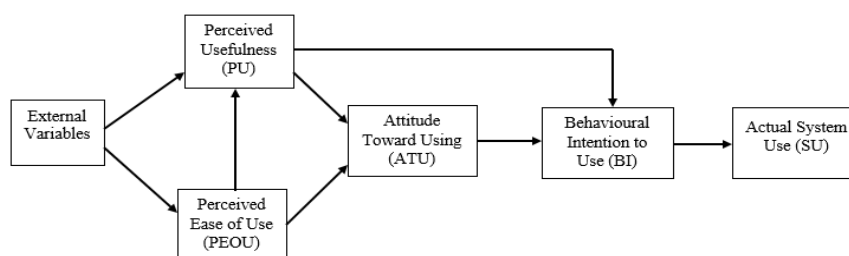 Perceived
Usefulness
(PU)
External
Variables
Attitude
Toward Using
(ATU)
Behavioural
Intention to
Use (BI)
Actual System
Use (SU)
Perceived
Ease of Use
(PEOU)